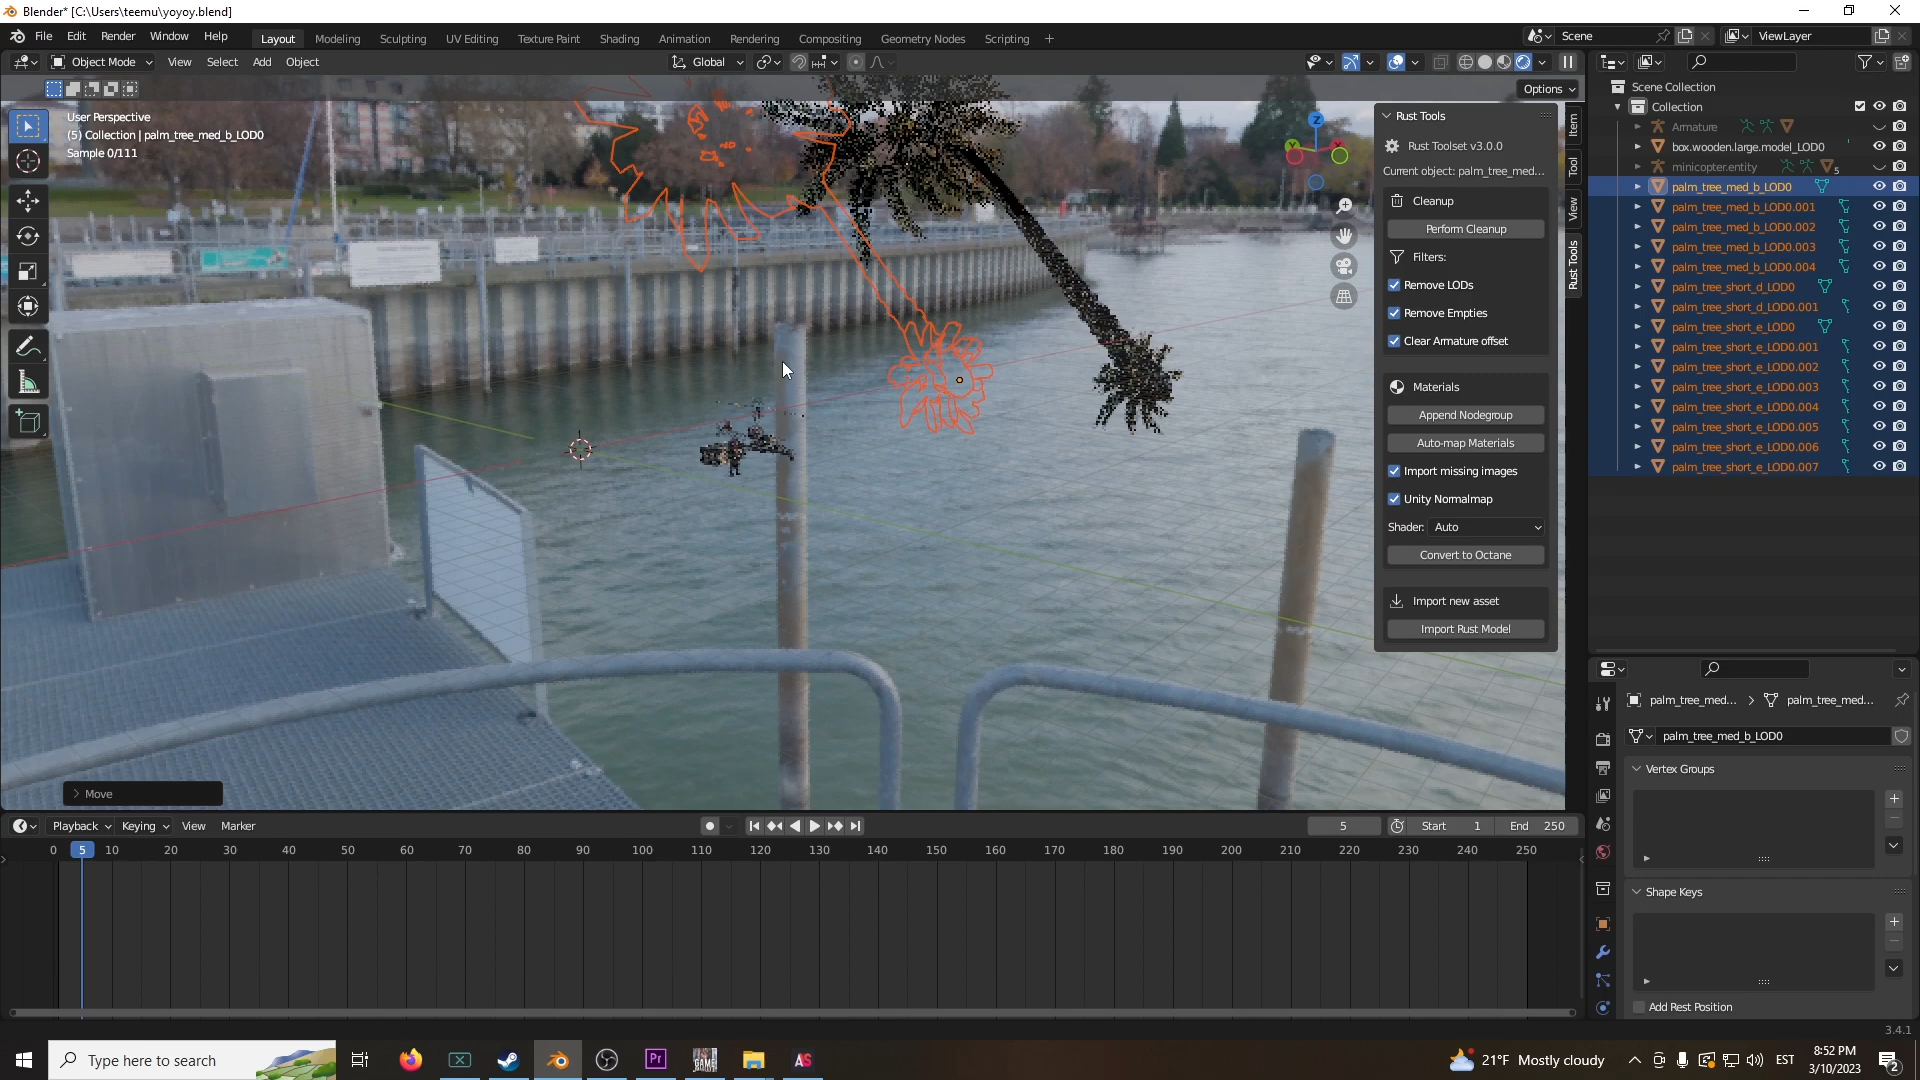 Blender* [C:\Users\teemu\yoyoy.blend]
File Edit Render Window Help
Layout Modeling Sculpting UV Editing Texture Paint Shading Animation Rendering Compositing Geometry Nodes Scripting +
Scene
ViewLayer
Object Mode View Select Add Object
Global
Options
User Perspective
(5) Collection | palm_tree_med_b_LOD0
Sample 0/111
Z
Y
Item
Tool
View
Rust Tools
Rust Tools
Rust Toolset v3.0.0
Current object: palm_tree_med...
Cleanup
Perform Cleanup
Filters:
Remove LODs
Remove Empties
Clear Armature offset
Materials
Append Nodegroup
Auto-map Materials
Import missing images
Unity Normalmap
Shader: Auto
Convert to Octane
Import new asset
Import Rust Model
Move
Scene Collection
Collection
Armature
box.wooden.large.model_LOD0
minicopter.entity 5
palm_tree_med_b_LOD0
palm_tree_med_b_LOD0.001
palm_tree_med_b_LOD0.002
palm_tree_med_b_LOD0.003
palm_tree_med_b_LOD0.004
palm_tree_short_d_LOD0
palm_tree_short_d_LOD0.001
palm_tree_short_e_LOD0
palm_tree_short_e_LOD0.001
palm_tree_short_e_LOD0.002
palm_tree_short_e_LOD0.003
palm_tree_short_e_LOD0.004
palm_tree_short_e_LOD0.005
palm_tree_short_e_LOD0.006
palm_tree_short_e_LOD0.007
palm_tree_med... > palm_tree_med...
palm_tree_med_b_LOD0
Vertex Groups
Shape Keys
Add Rest Position
Playback Keying View Marker
5 Start 1 End 250
0 5 10 20 30 40 50 60 70 80 90 100 110 120 130 140 150 160 170 180 190 200 210 220 230 240 250
3.4.1
Type here to search
Pr
GAME
AS
21°F Mostly cloudy
EST
8:52 PM
3/10/2023
2